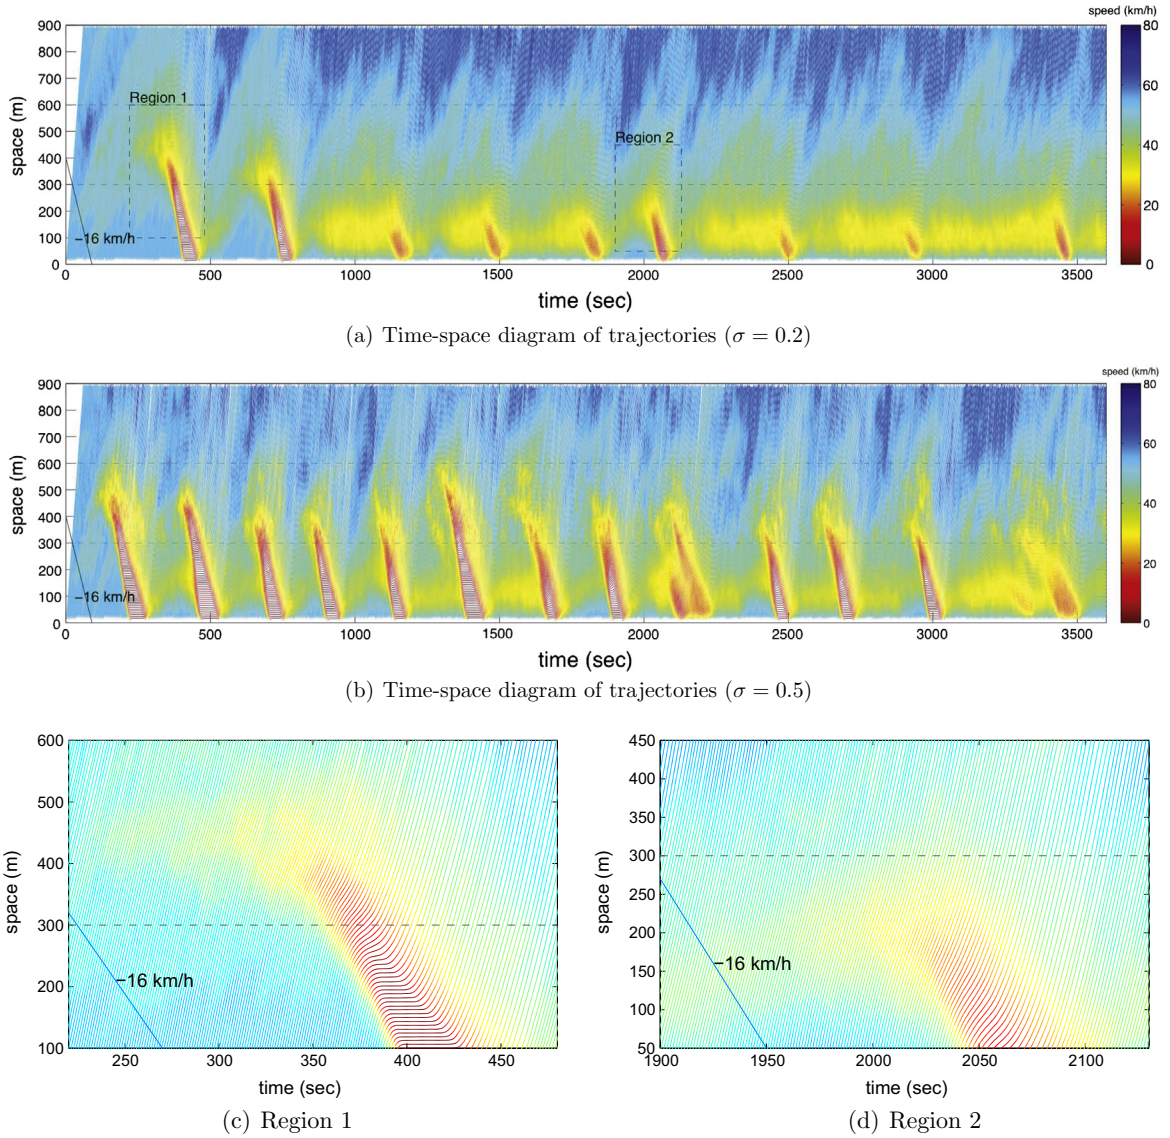 speed (km/h)
900
800
700
600
500
400
300
200
100
0
space (m)
Region 1
Region 2
−16 km/h
0 500 1000 1500 2000 2500 3000 3500
time (sec)
80
60
40
20
0
(a) Time-space diagram of trajectories (σ = 0.2)
speed (km/h)
900
800
700
600
500
400
300
200
100
0
space (m)
−16 km/h
0 500 1000 1500 2000 2500 3000 3500
time (sec)
80
60
40
20
0
(b) Time-space diagram of trajectories (σ = 0.5)
600
500
400
300
200
100
space (m)
−16 km/h
250 300 350 400 450
time (sec)
(c) Region 1
450
400
350
300
250
200
150
100
50
space (m)
−16 km/h
1900 1950 2000 2050 2100
time (sec)
(d) Region 2